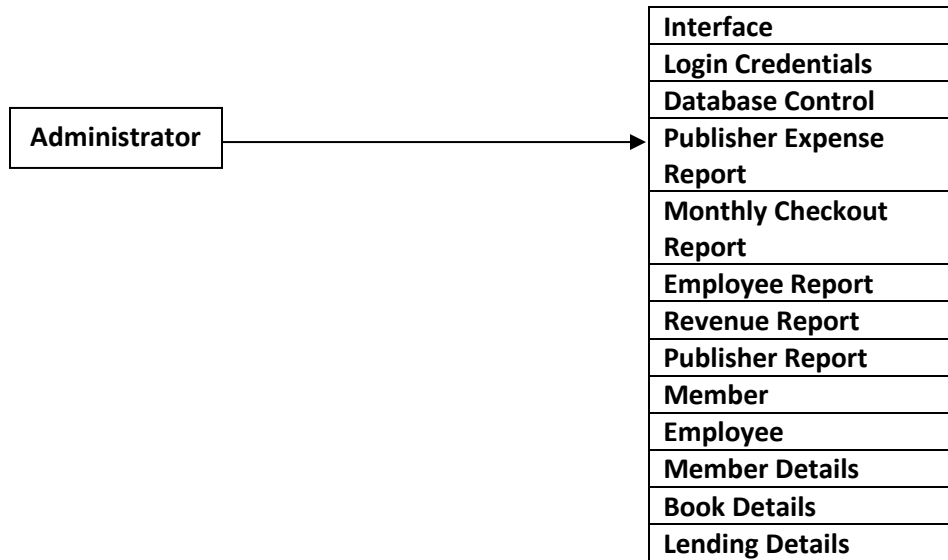 Administrator
Interface
Login Credentials
Database Control
Publisher Expense
Report
Monthly Checkout
Report
Employee Report
Revenue Report
Publisher Report
Member
Employee
Member Details
Book Details
Lending Details